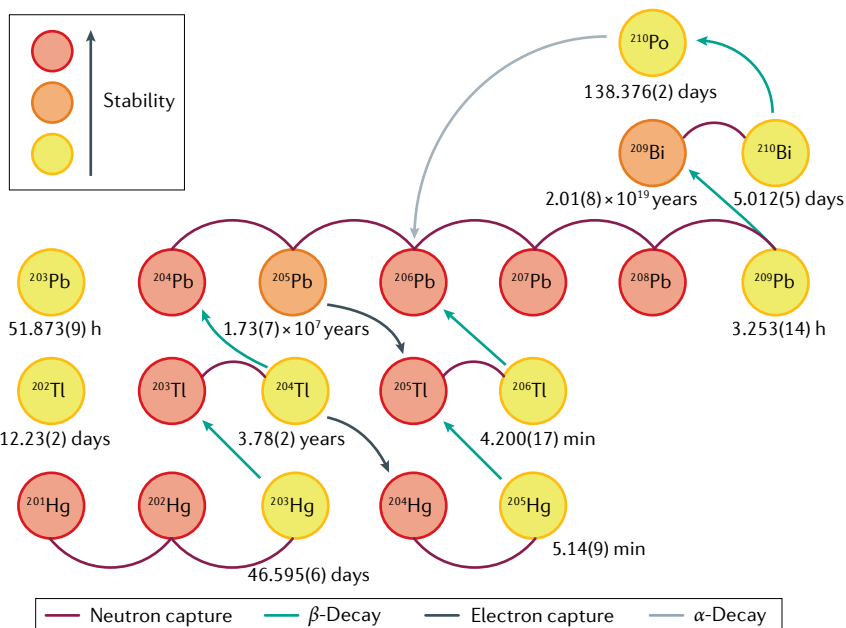 ²¹⁰Po
138.376(2) days
Stability
²⁰⁹Bi ²¹⁰Bi
2.01(8) × 10¹⁹ years 5.012(5) days
²⁰³Pb ²⁰⁴Pb ²⁰⁵Pb ²⁰⁶Pb ²⁰⁷Pb ²⁰⁸Pb ²⁰⁹Pb
51.873(9) h 1.73(7) × 10⁷ years 3.253(14) h
²⁰²Tl ²⁰³Tl ²⁰⁴Tl ²⁰⁵Tl ²⁰⁶Tl
12.23(2) days 3.78(2) years 4.200(17) min
²⁰¹Hg ²⁰²Hg ²⁰³Hg ²⁰⁴Hg ²⁰⁵Hg
5.14(9) min
46.595(6) days
Neutron capture β-Decay Electron capture α-Decay